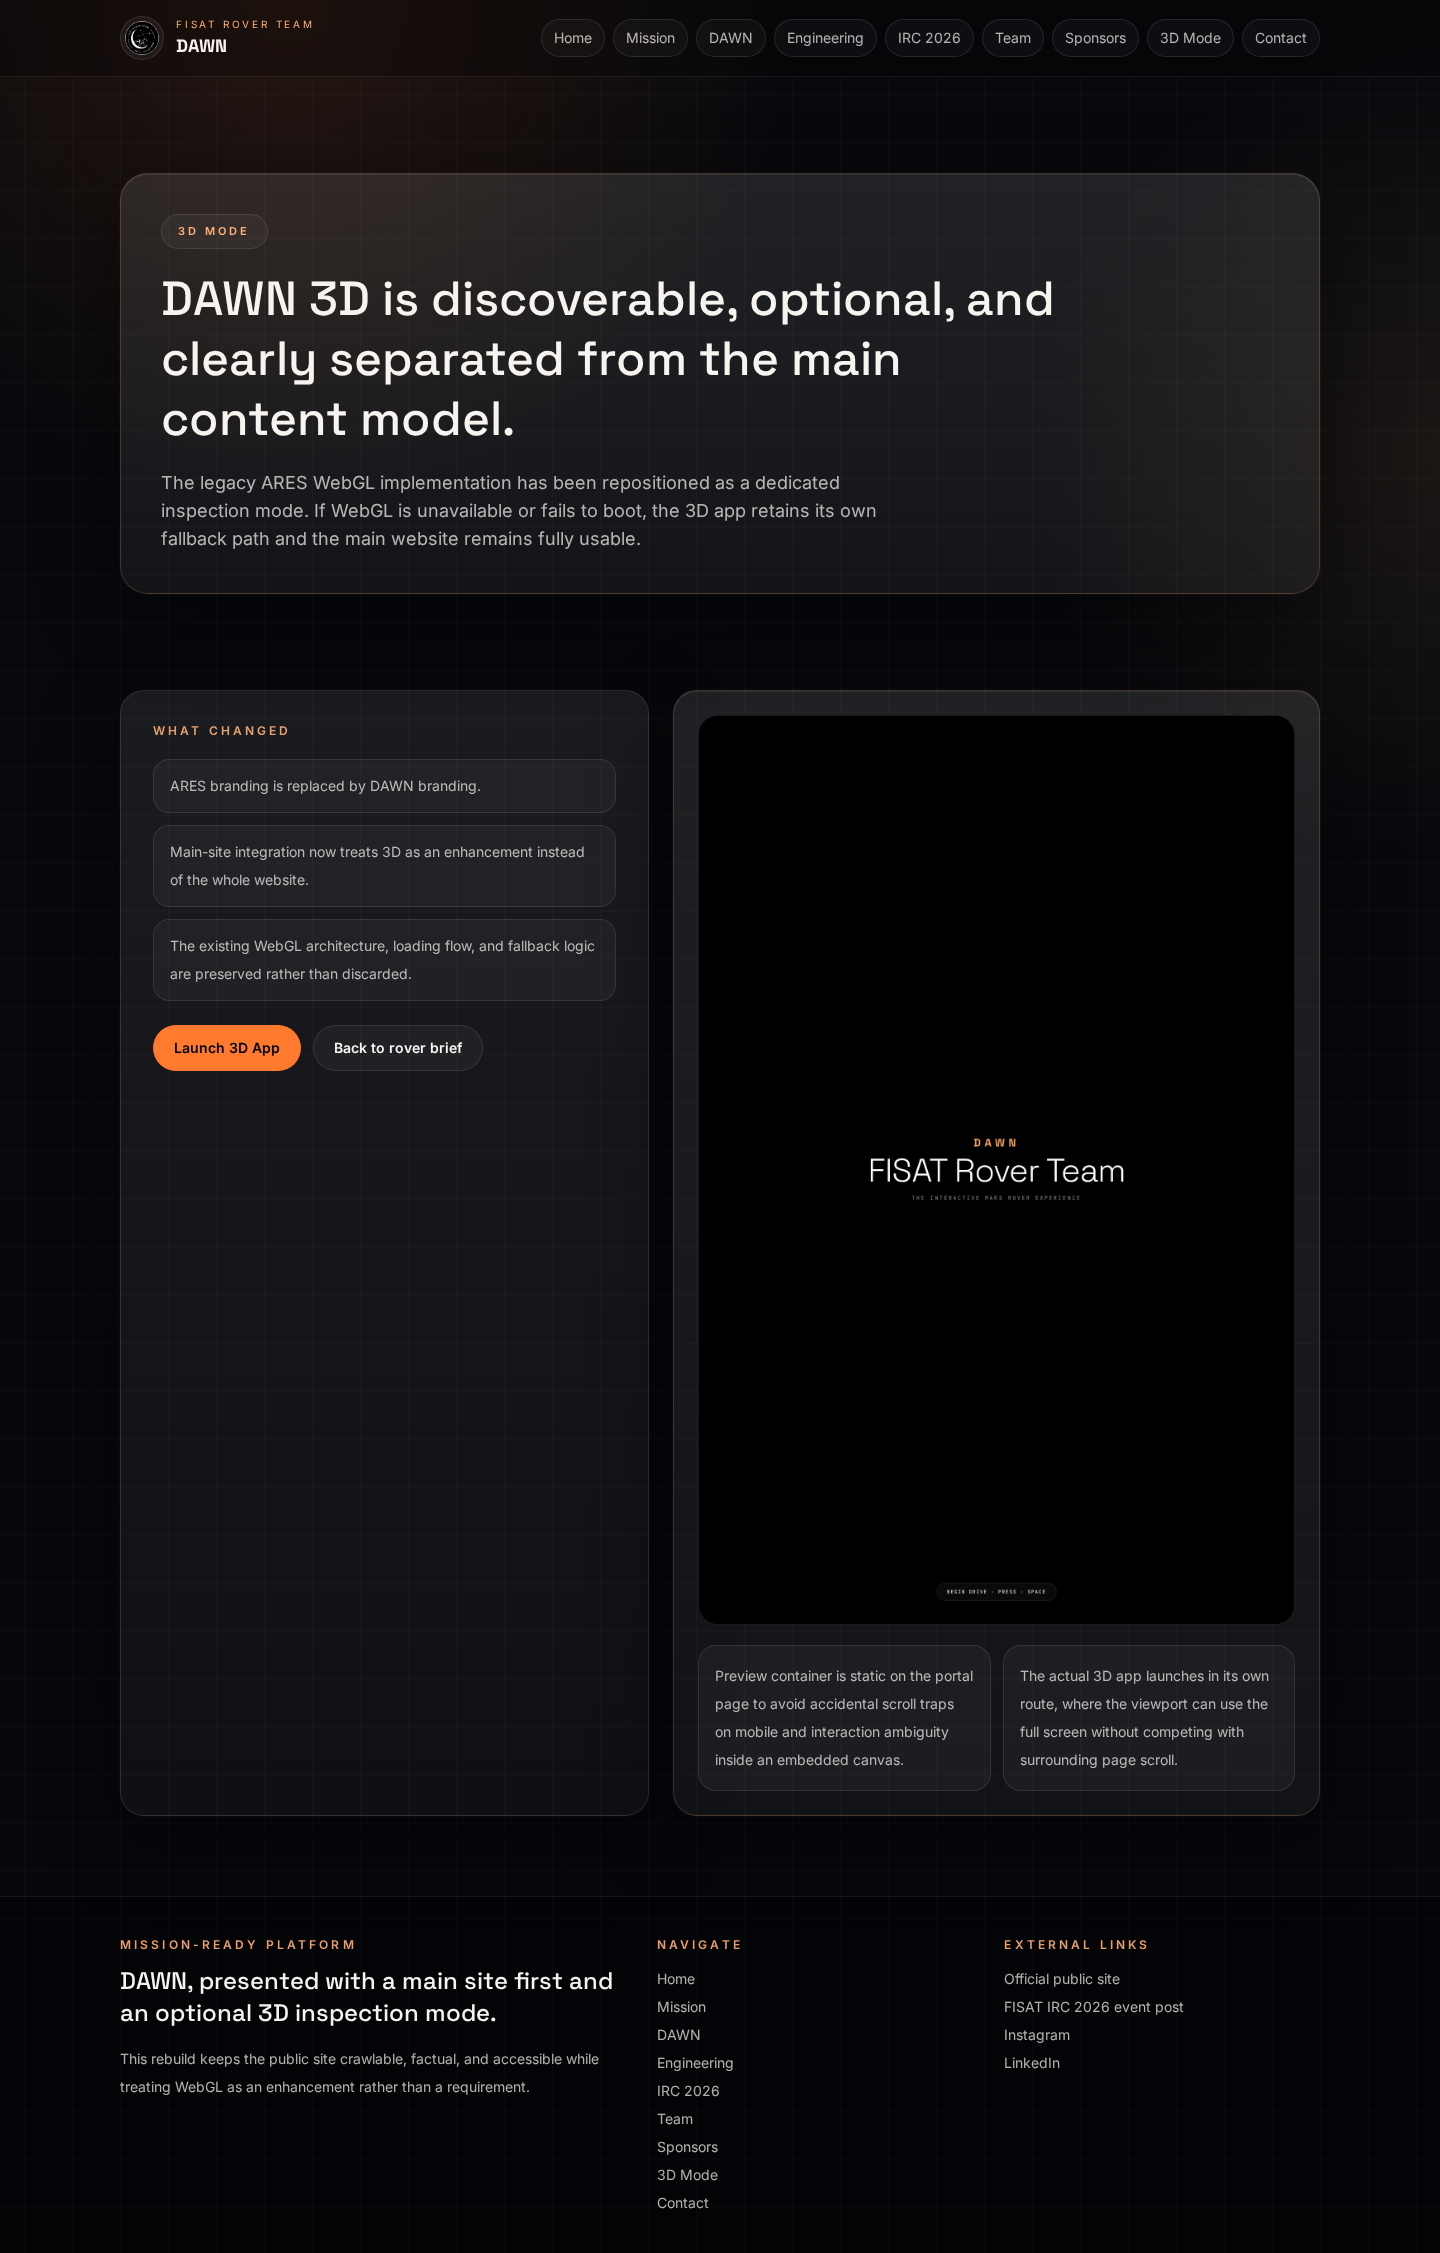 FISAT ROVER TEAM
DAWN
Home
Mission
DAWN
Engineering
IRC 2026
Team
Sponsors
3D Mode
Contact
3D MODE
DAWN 3D is discoverable, optional, and
clearly separated from the main
content model.
The legacy ARES WebGL implementation has been repositioned as a dedicated
inspection mode. If WebGL is unavailable or fails to boot, the 3D app retains its own
fallback path and the main website remains fully usable.
WHAT CHANGED
ARES branding is replaced by DAWN branding.
Main-site integration now treats 3D as an enhancement instead
of the whole website.
The existing WebGL architecture, loading flow, and fallback logic
are preserved rather than discarded.
Launch 3D App
Back to rover brief
DAWN
FISAT Rover Team
THE INTERACTIVE MARS ROVER EXPERIENCE
BEGIN DRIVE · PRESS · SPACE
Preview container is static on the portal
page to avoid accidental scroll traps
on mobile and interaction ambiguity
inside an embedded canvas.
The actual 3D app launches in its own
route, where the viewport can use the
full screen without competing with
surrounding page scroll.
MISSION-READY PLATFORM
DAWN, presented with a main site first and
an optional 3D inspection mode.
This rebuild keeps the public site crawlable, factual, and accessible while
treating WebGL as an enhancement rather than a requirement.
NAVIGATE
Home
Mission
DAWN
Engineering
IRC 2026
Team
Sponsors
3D Mode
Contact
EXTERNAL LINKS
Official public site
FISAT IRC 2026 event post
Instagram
LinkedIn